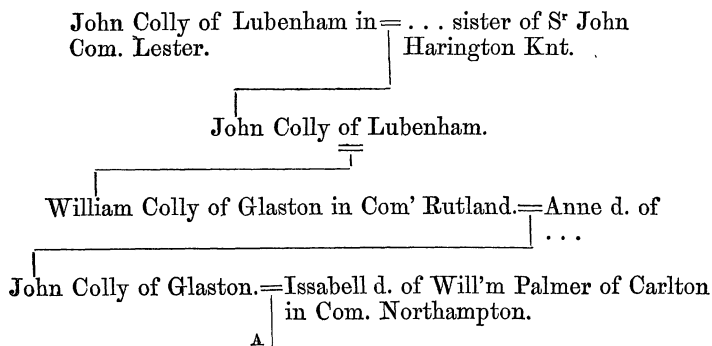 John Colly of Lubenham in = . . . sister of Sʳ John
Com. Lester. Harington Knt.
John Colly of Lubenham.
=
William Colly of Glaston in Com' Rutland. = Anne d. of
. . .
John Colly of Glaston. = Issabell d. of Will'm Palmer of Carlton
in Com. Northampton.
A